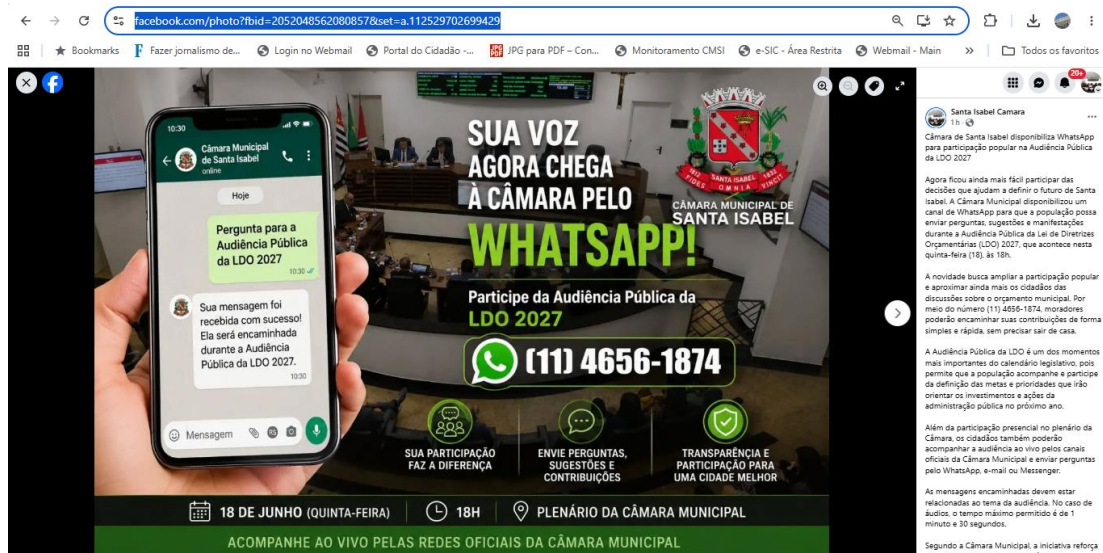 facebook.com/photo?fbid=2052048562080857&set=a.112529702699429
Bookmarks
Fazer jornalismo de...
Login no Webmail
Portal do Cidadão -...
JPG para PDF – Con...
Monitoramento CMSI
e-SIC - Área Restrita
Webmail - Main
Todos os favoritos
10:30
Câmara Municipal
de Santa Isabel
online
Hoje
Pergunta para a
Audiência Pública
da LDO 2027
10:30
Sua mensagem foi
recebida com sucesso!
Ela será encaminhada
durante a Audiência
Pública da LDO 2027.
10:30
Mensagem
SUA VOZ
AGORA CHEGA
À CÂMARA PELO
WHATSAPP!
Participe da Audiência Pública da
LDO 2027
(11) 4656-1874
SANTA ISABEL
1812
1832
FIDES OMNIA VINCIT
CÂMARA MUNICIPAL DE
SANTA ISABEL
SUA PARTICIPAÇÃO
FAZ A DIFERENÇA
ENVIE PERGUNTAS,
SUGESTÕES E
CONTRIBUIÇÕES
TRANSPARÊNCIA E
PARTICIPAÇÃO PARA
UMA CIDADE MELHOR
18 DE JUNHO (QUINTA-FEIRA)
18H
PLENÁRIO DA CÂMARA MUNICIPAL
ACOMPANHE AO VIVO PELAS REDES OFICIAIS DA CÂMARA MUNICIPAL
20+
Santa Isabel Camara
1 h
Câmara de Santa Isabel disponibiliza WhatsApp
para participação popular na Audiência Pública
da LDO 2027
Agora ficou ainda mais fácil participar das
decisões que ajudam a definir o futuro de Santa
Isabel. A Câmara Municipal disponibilizou um
canal de WhatsApp para que a população possa
enviar perguntas, sugestões e manifestações
durante a Audiência Pública da Lei de Diretrizes
Orçamentárias (LDO) 2027, que acontece nesta
quinta-feira (18), às 18h.
A novidade busca ampliar a participação popular
e aproximar ainda mais os cidadãos das
discussões sobre o orçamento municipal. Por
meio do número (11) 4656-1874, moradores
poderão encaminhar suas contribuições de forma
simples e rápida, sem precisar sair de casa.
A Audiência Pública da LDO é um dos momentos
mais importantes do calendário legislativo, pois
permite que a população acompanhe e participe
da definição das metas e prioridades que irão
orientar os investimentos e ações da
administração pública no próximo ano.
Além da participação presencial no plenário da
Câmara, os cidadãos também poderão
acompanhar a audiência ao vivo pelos canais
oficiais da Câmara Municipal e enviar perguntas
pelo WhatsApp, e-mail ou Messenger.
As mensagens encaminhadas devem estar
relacionadas ao tema da audiência. No caso de
áudios, o tempo máximo permitido é de 1
minuto e 30 segundos.
Segundo a Câmara Municipal, a iniciativa reforça